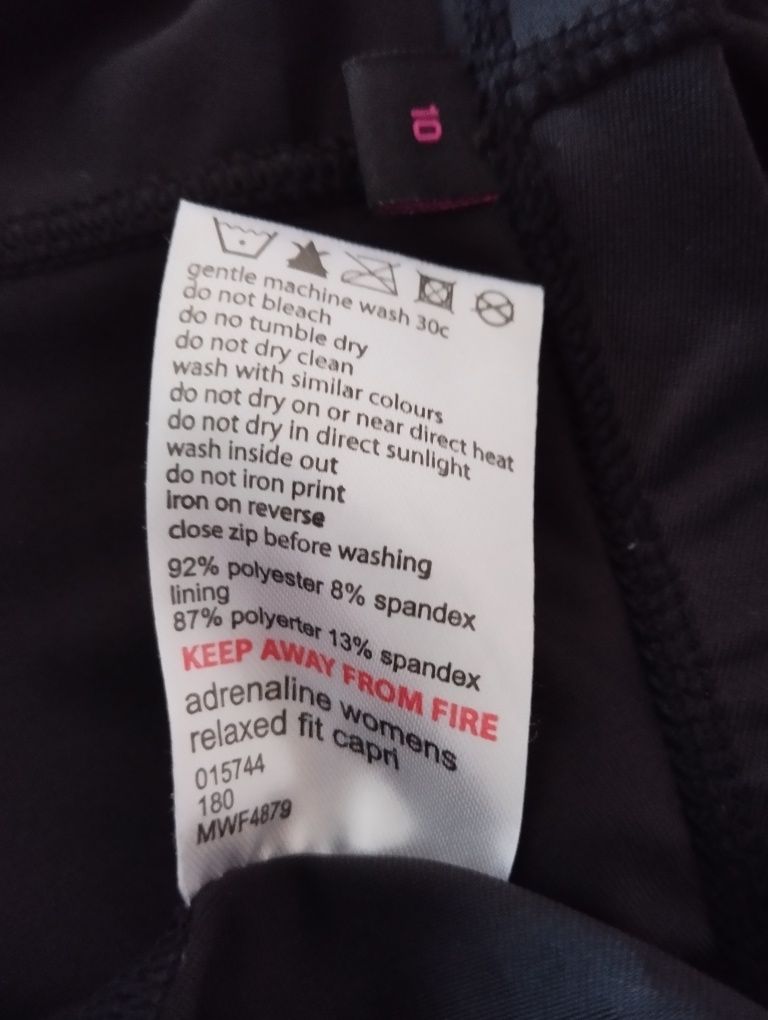 10
gentle machine wash 30c
do not bleach
do no tumble dry
do not dry clean
wash with similar colours
do not dry on or near direct heat
do not dry in direct sunlight
wash inside out
do not iron print
iron on reverse
close zip before washing
92% polyester 8% spandex
lining
87% polyerter 13% spandex
KEEP AWAY FROM FIRE
adrenaline womens
relaxed fit capri
015744
180
MWF4879